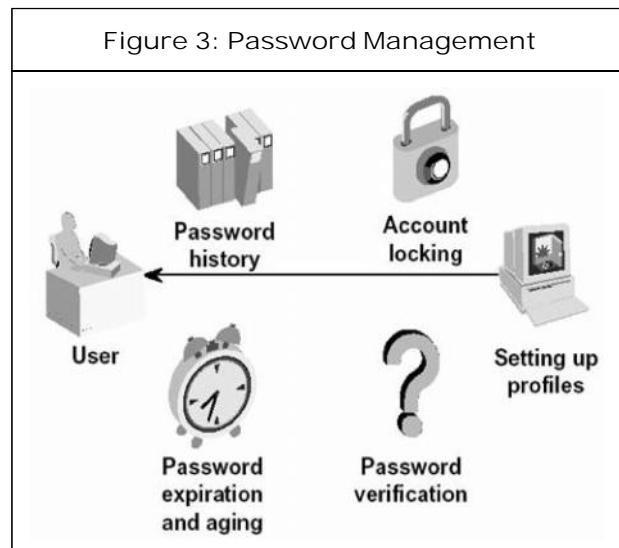 Figure 3: Password Management
Password
history
Account
locking
User
Setting up
profiles
Password
expiration
and aging
Password
verification